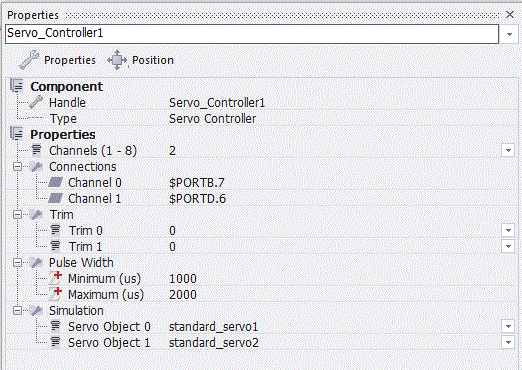 Properties
Servo_Controller1
Properties Position
Component
Handle Servo_Controller1
Type Servo Controller
Properties
Channels (1 - 8) 2
Connections
Channel 0 $PORTB.7
Channel 1 $PORTD.6
Trim
Trim 0 0
Trim 1 0
Pulse Width
Minimum (us) 1000
Maximum (us) 2000
Simulation
Servo Object 0 standard_servo1
Servo Object 1 standard_servo2